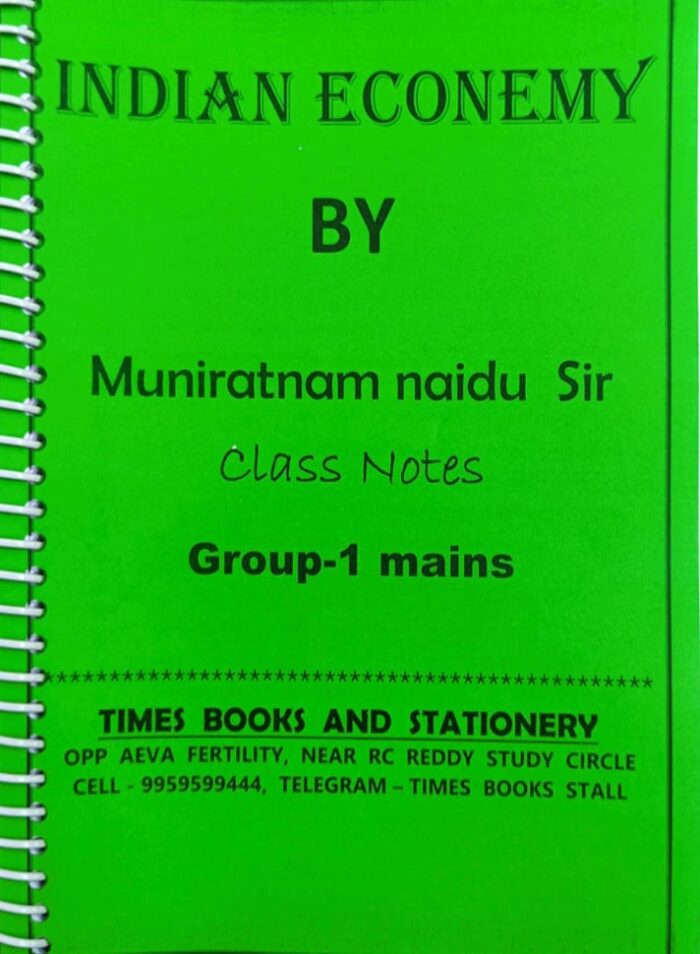 INDIAN ECONEMY
BY
Muniratnam naidu Sir
Class Notes
Group-1 mains
************************************************
TIMES BOOKS AND STATIONERY
OPP AEVA FERTILITY, NEAR RC REDDY STUDY CIRCLE
CELL - 9959599444, TELEGRAM – TIMES BOOKS STALL